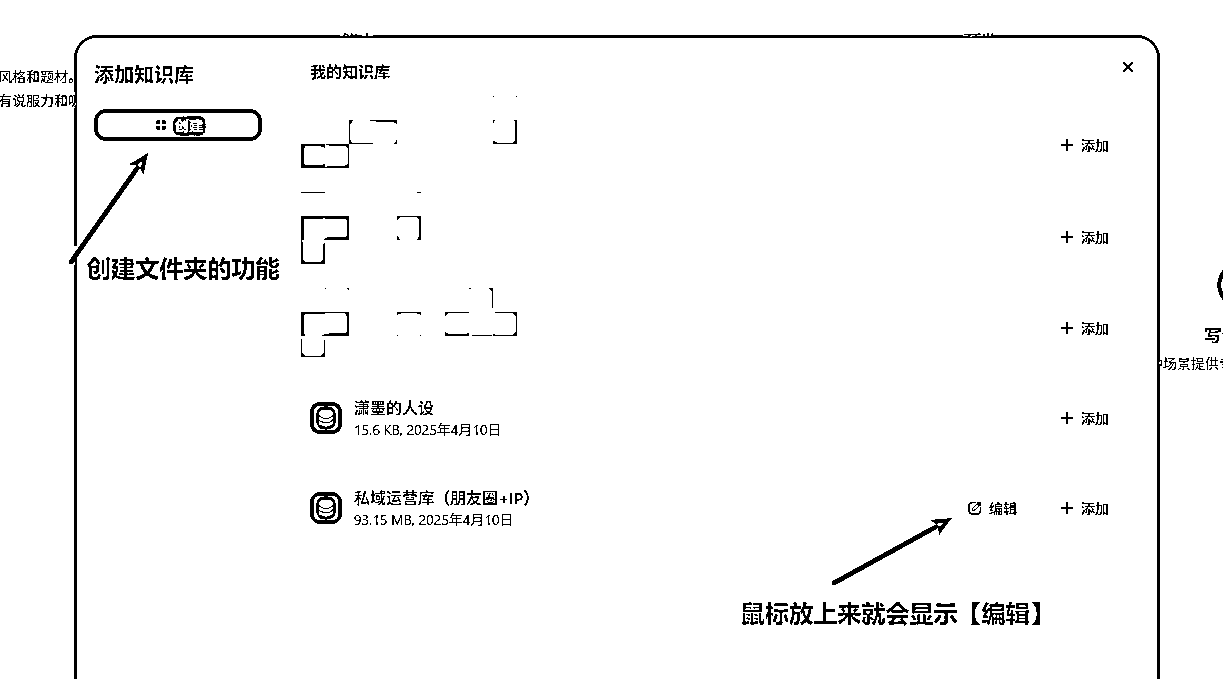 风格和题材。
有说服力和
添加知识库
创建
创建文件夹的功能
我的知识库
添加
添加
添加
潇墨的人设
15.6 KB, 2025年4月10日
添加
私域运营库（朋友圈+IP）
93.15 MB, 2025年4月10日
编辑
添加
鼠标放上来就会显示【编辑】
写
场景提供